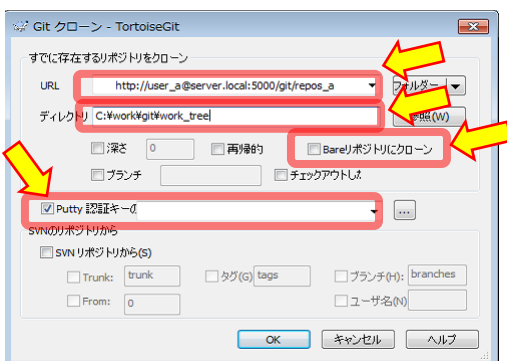 Git クローン - TortoiseGit
すでに存在するリポジトリをクローン
URL http://user_a@server.local:5000/git/repos_a フォルダー
ディレクトリ C:¥work¥git¥work_tree 参照(W)
深さ 0 再帰的 Bareリポジトリにクローン
ブランチ チェックアウトした
Putty 認証キーの ...
SVNのリポジトリから
SVN リポジトリから(S)
Trunk: trunk タグ(G) tags ブランチ(H): branches
From: 0 ユーザ名(N)
OK キャンセル ヘルプ